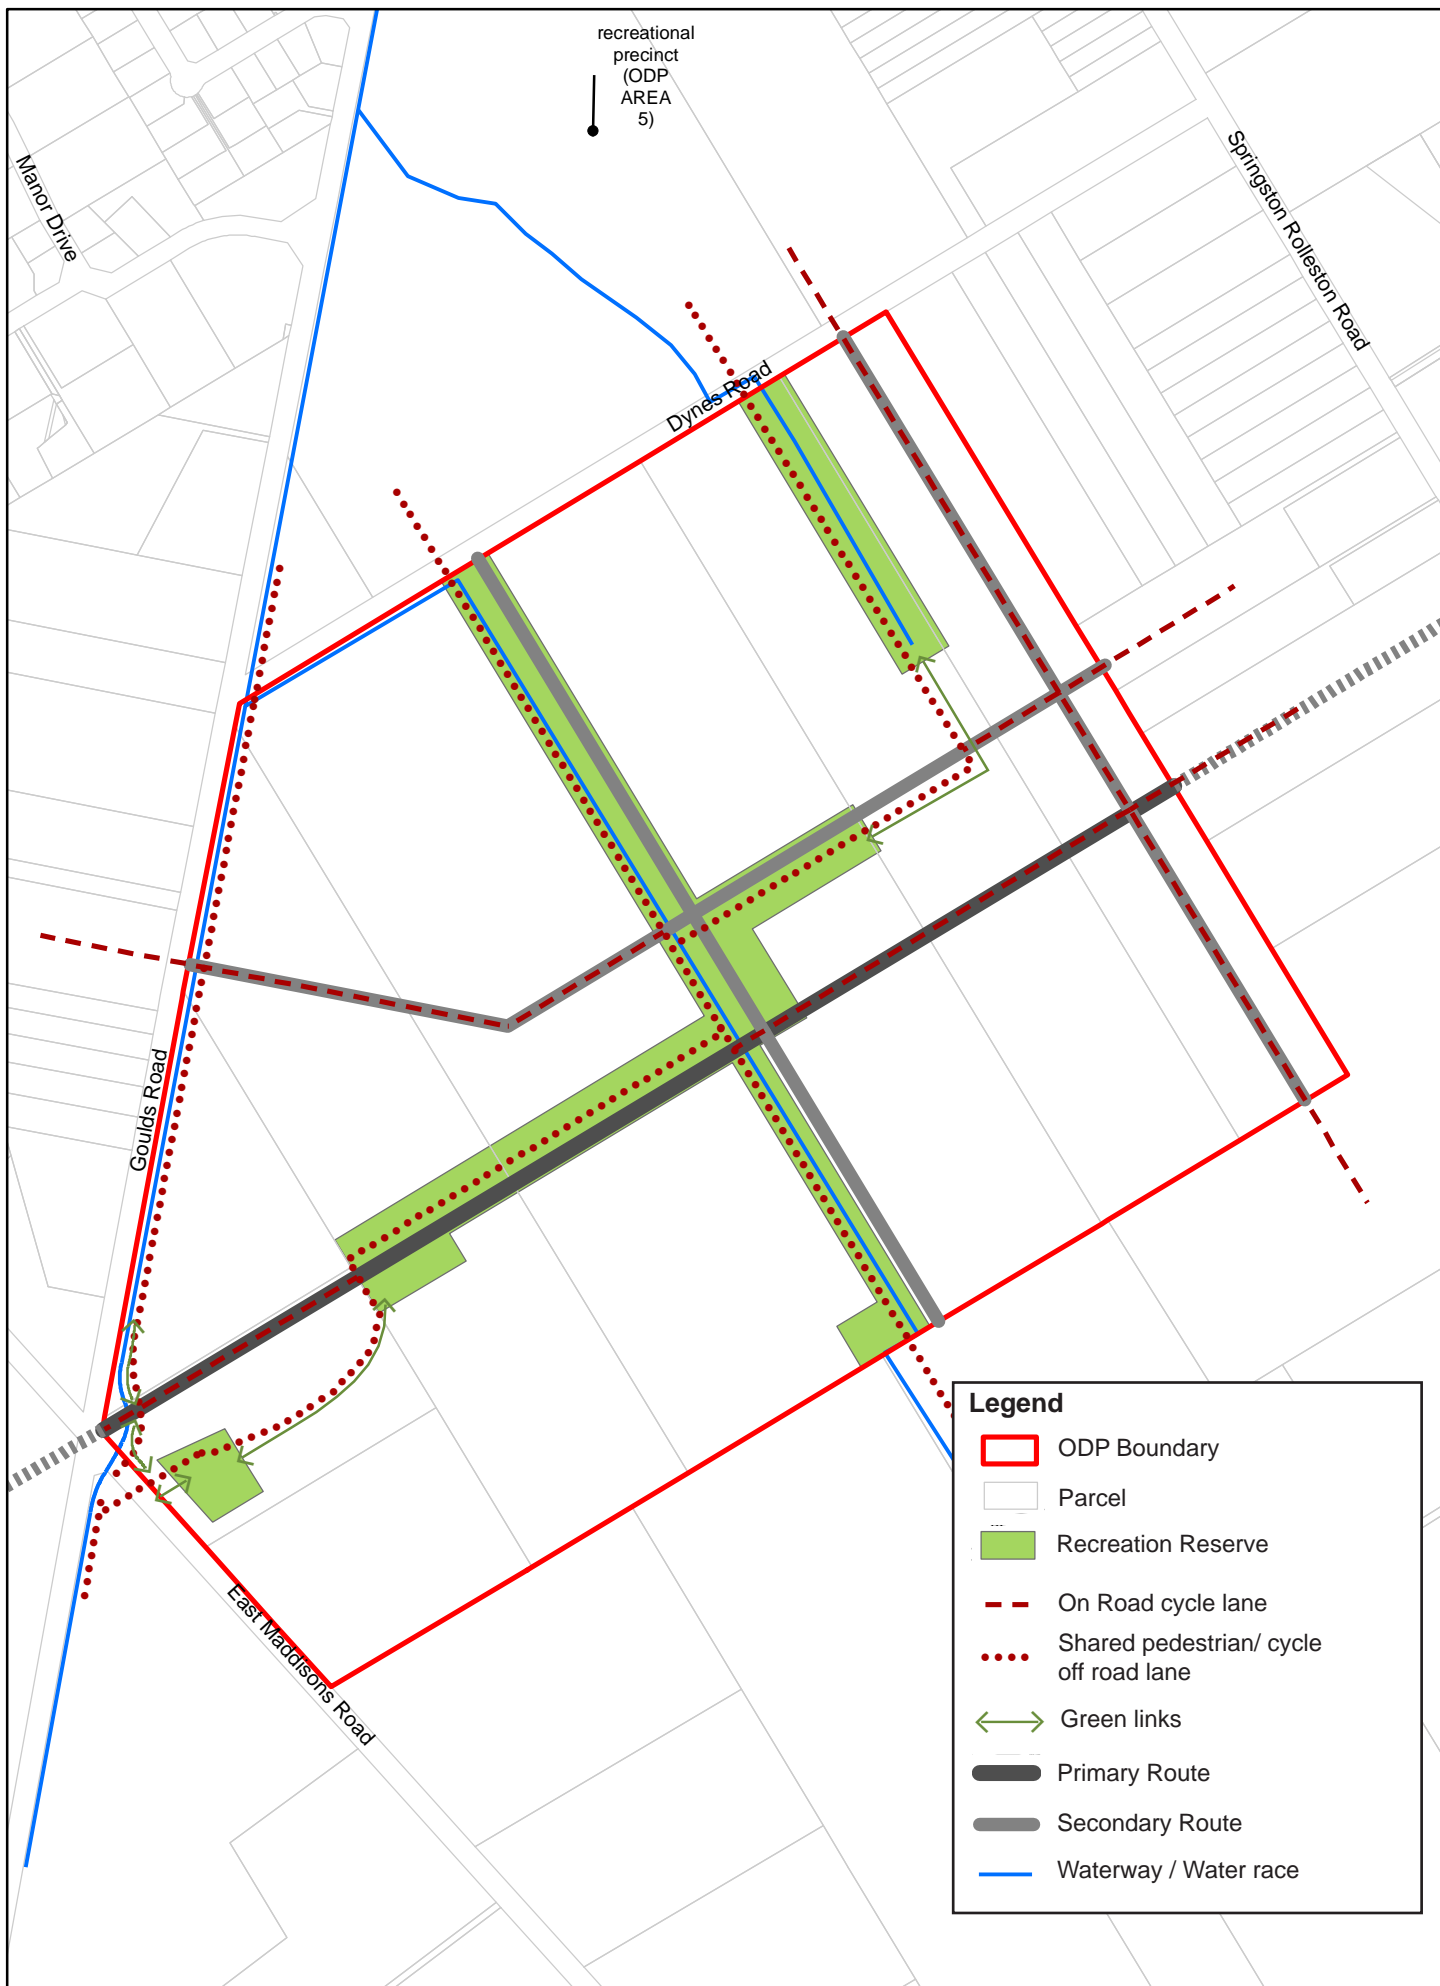 recreational
precinct
(ODP
AREA
5)
Manor Drive
Springston Rolleston Road
Dynes Road
Goulds Road
East Maddisons Road
Legend
ODP Boundary
Parcel
Recreation Reserve
On Road cycle lane
Shared pedestrian/ cycle
off road lane
Green links
Primary Route
Secondary Route
Waterway / Water race